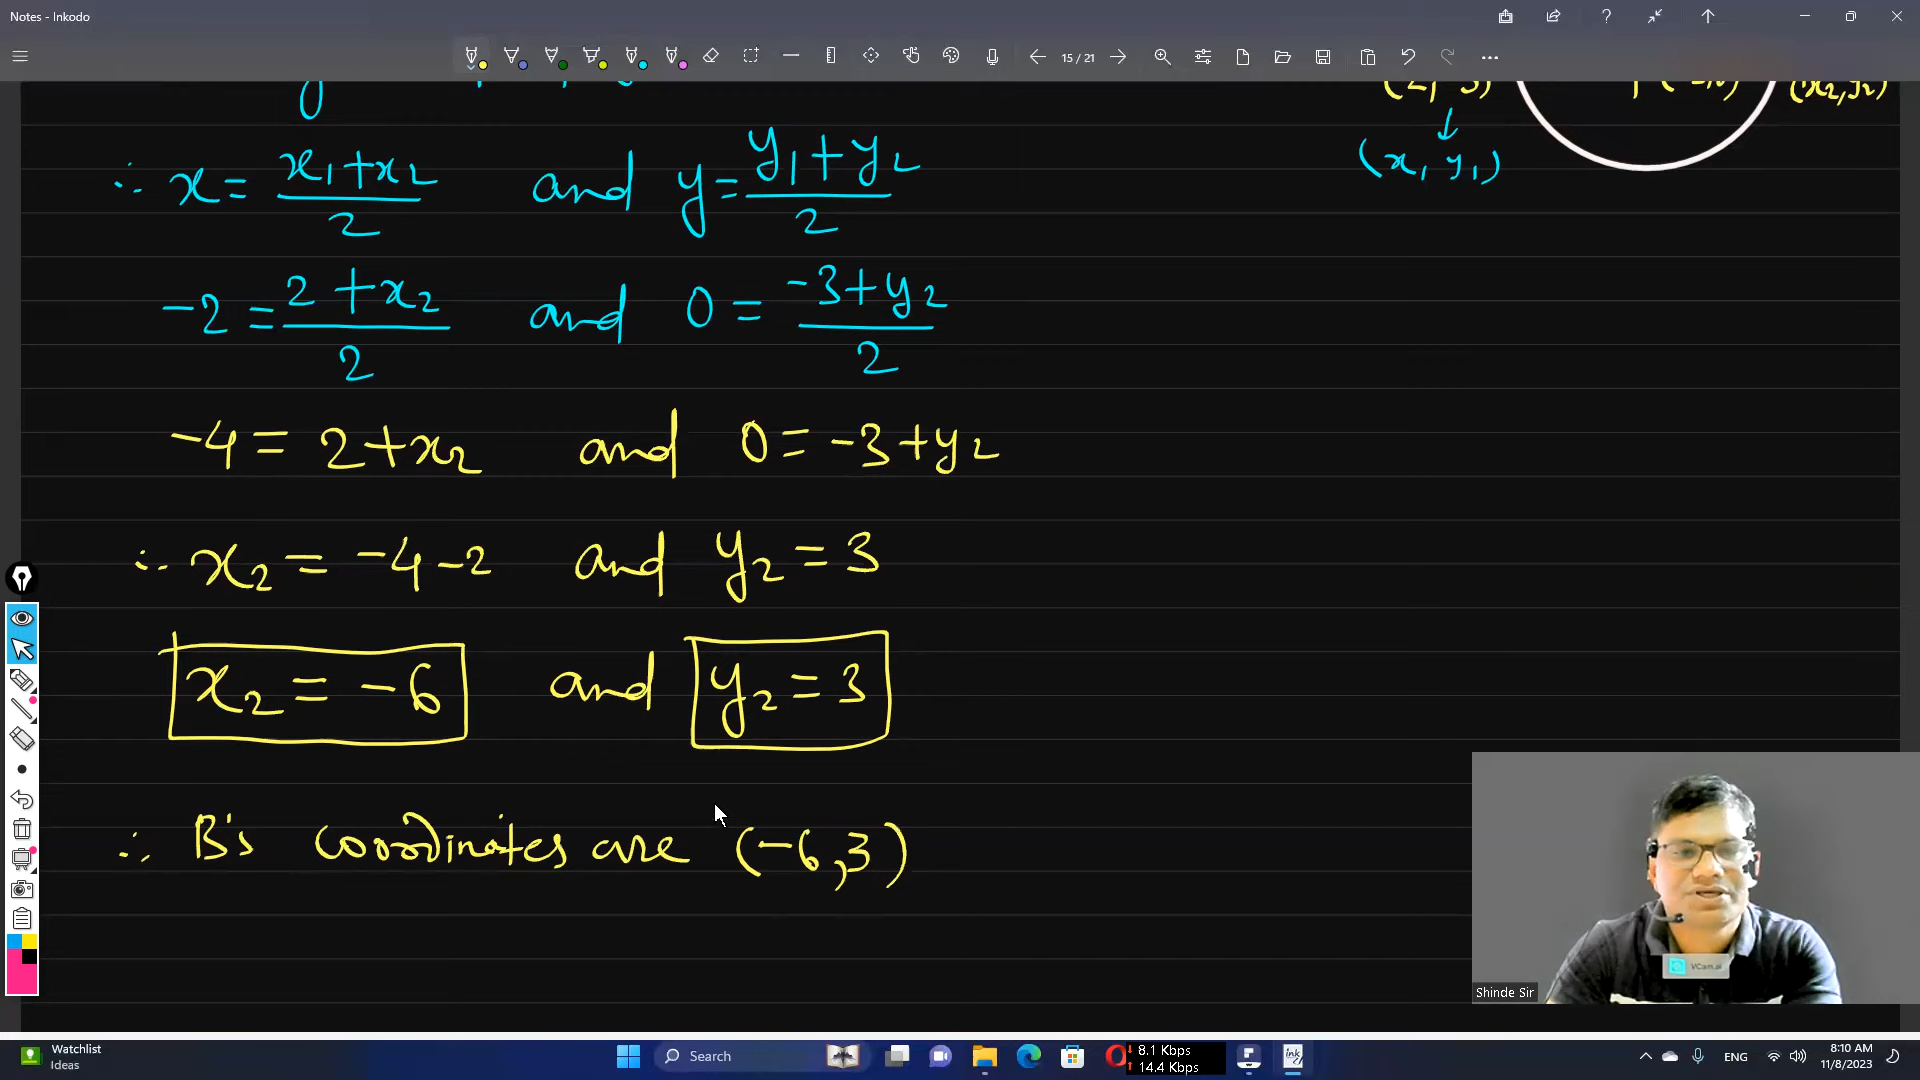 Notes - Inkodo
15 / 21
(x₂, y₂)
∴ x = (x₁+x₂)/2 and y = (y₁+y₂)/2
(x₁ y₁)
-2 = (2+x₂)/2 and 0 = (-3+y₂)/2
-4 = 2+x₂ and 0 = -3+y₂
∴ x₂ = -4-2 and y₂ = 3
x₂ = -6 and y₂ = 3
∴ B's coordinates are (-6,3)
VCam.ai
Shinde Sir
Watchlist
Ideas
Search
8.1 Kbps
14.4 Kbps
ink
ENG
8:10 AM
11/8/2023